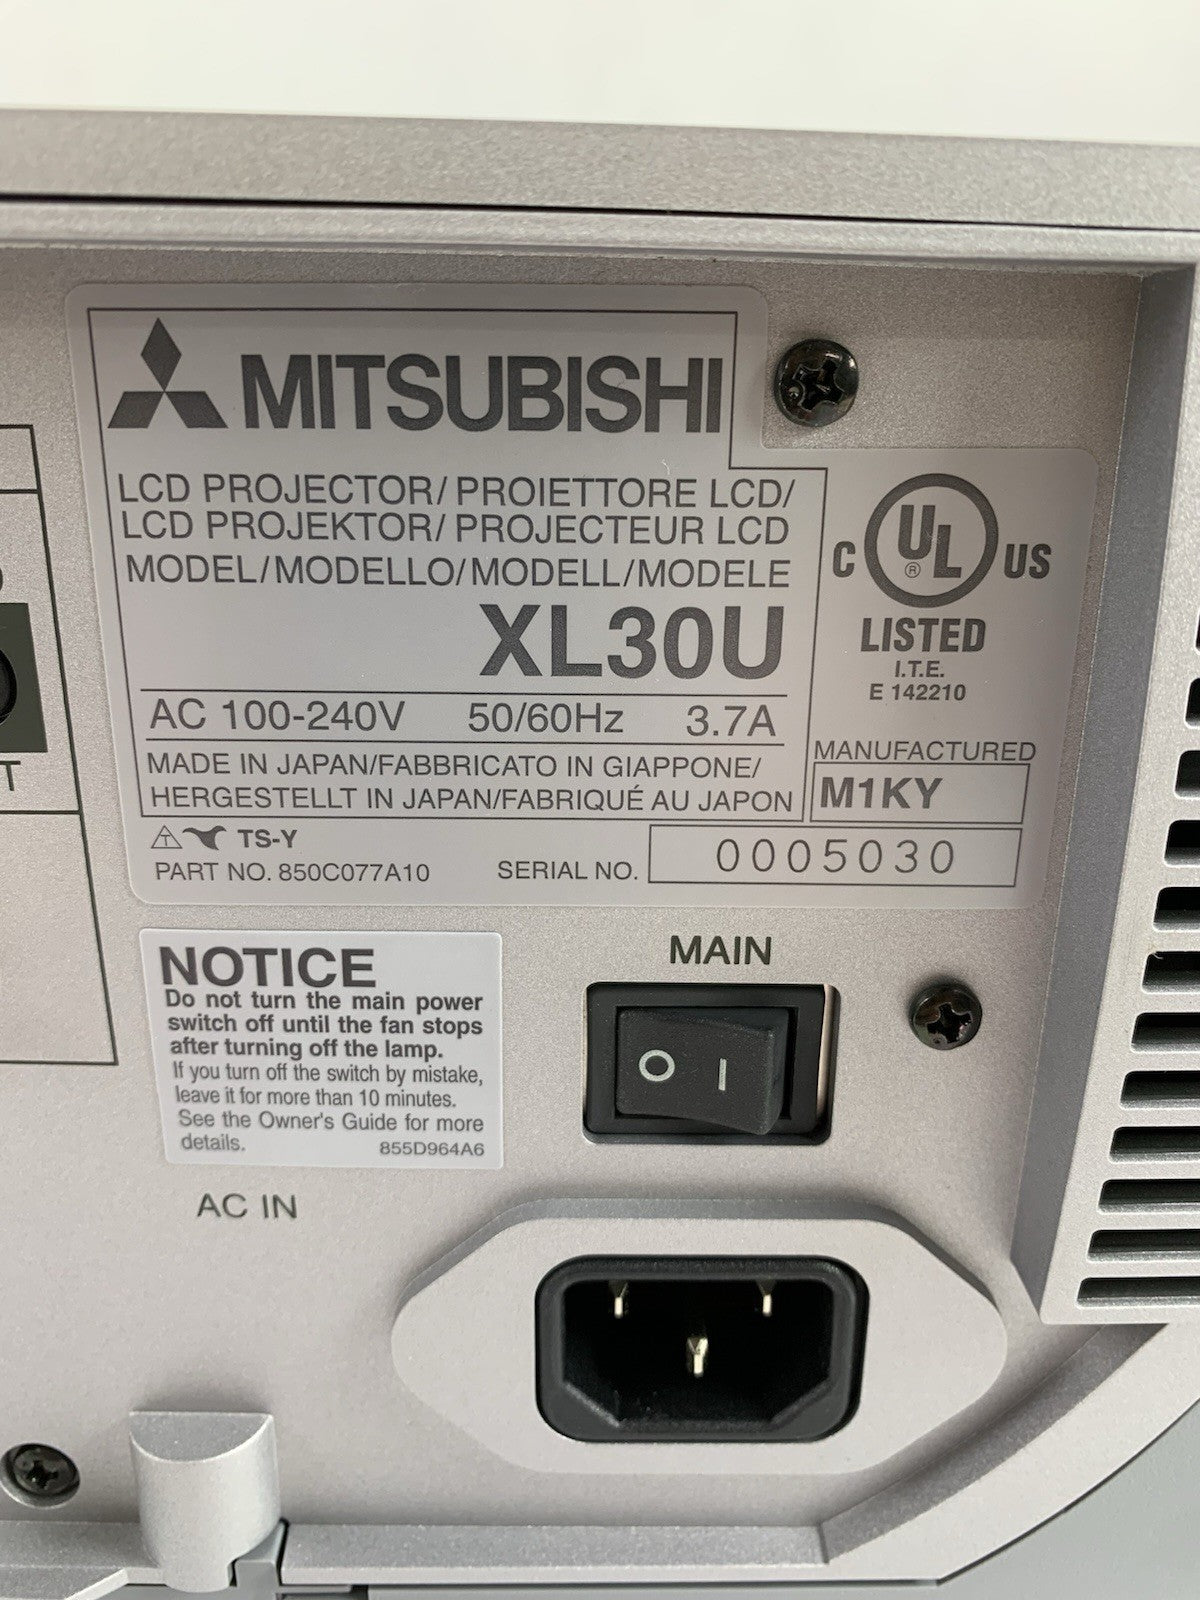 MITSUBISHI
LCD PROJECTOR/PROIETTORE LCD/
LCD PROJEKTOR/PROJECTEUR LCD
MODEL/MODELLO/MODELL/MODELE
XL30U
AC 100-240V 50/60Hz 3.7A
MADE IN JAPAN/FABBRICATO IN GIAPPONE/
HERGESTELLT IN JAPAN/FABRIQUÉ AU JAPON
TS-Y
PART NO. 850C077A10
SERIAL NO. 0005030
C UL ® US
LISTED
I.T.E.
E 142210
MANUFACTURED
M1KY
NOTICE
Do not turn the main power
switch off until the fan stops
after turning off the lamp.
If you turn off the switch by mistake,
leave it for more than 10 minutes.
See the Owner's Guide for more
details. 855D964A6
MAIN
O I
AC IN
T